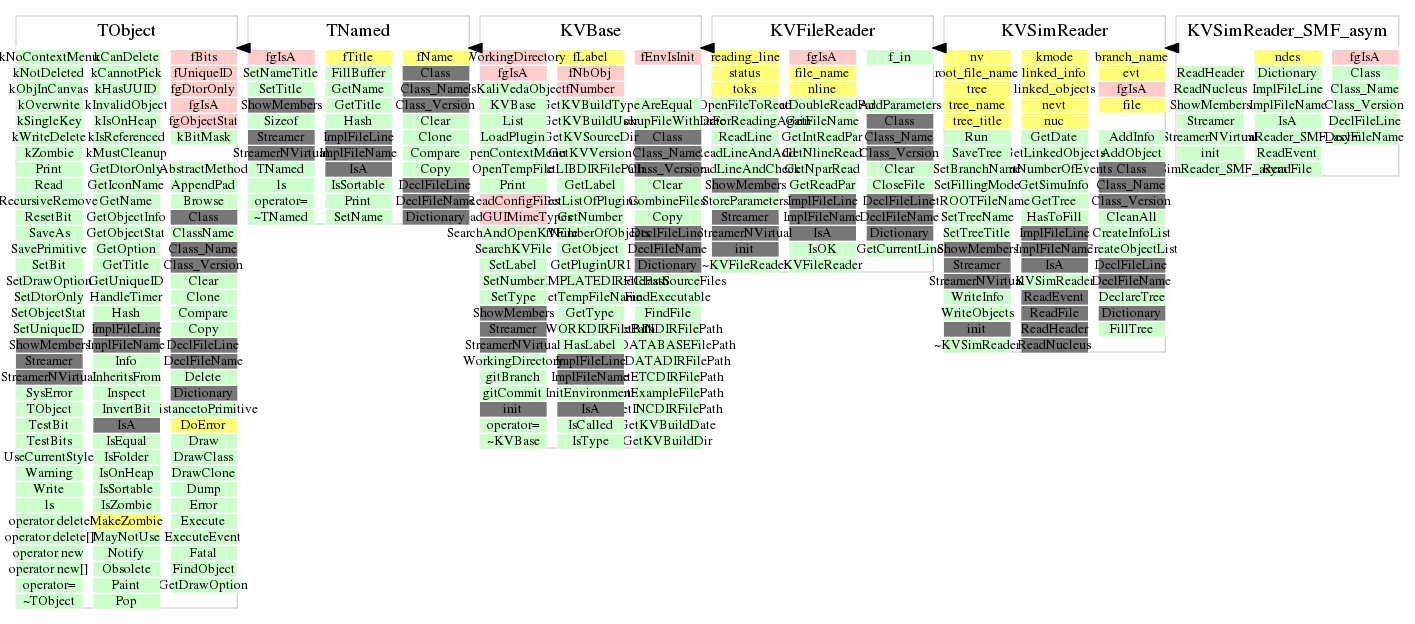 TObject
kNoContextMenu kCanDelete fBits
kNotDeleted kCannotPick fUniqueID
kObjInCanvas kHasUUID fgDtorOnly
kOverwrite kInvalidObject fgIsA
kSingleKey kIsOnHeap fgObjectStat
kWriteDelete kIsReferenced kBitMask
kZombie kMustCleanup
Print GetDtorOnly AbstractMethod
Read GetIconName AppendPad
RecursiveRemove GetName Browse
ResetBit GetObjectInfo Class
SaveAs GetObjectStat ClassName
SavePrimitive GetOption Class_Name
SetBit GetTitle Class_Version
SetDrawOption GetUniqueID Clear
SetDtorOnly HandleTimer Clone
SetObjectStat Hash Compare
SetUniqueID ImplFileLine Copy
ShowMembers ImplFileName DeclFileLine
Streamer Info DeclFileName
StreamerNVirtual InheritsFrom Delete
SysError Inspect Dictionary
TObject InvertBit DistancetoPrimitive
TestBit IsA DoError
TestBits IsEqual Draw
UseCurrentStyle IsFolder DrawClass
Warning IsOnHeap DrawClone
Write IsSortable Dump
ls IsZombie Error
operator delete MakeZombie Execute
operator delete[] MayNotUse ExecuteEvent
operator new Notify Fatal
operator new[] Obsolete FindObject
operator= Paint GetDrawOption
~TObject Pop
TNamed
fgIsA fTitle fName
SetNameTitle FillBuffer Class
SetTitle GetName Class_Name
ShowMembers GetTitle Class_Version
Sizeof Hash Clear
Streamer ImplFileLine Clone
StreamerNVirtual ImplFileName Compare
TNamed IsA Copy
ls IsSortable DeclFileLine
operator= Print DeclFileName
~TNamed SetName Dictionary
KVBase
WorkingDirectory fLabel fEnvIsInit
fgIsA fNbObj
IsKaliVedaObject fNumber
KVBase GetKVBuildType AreEqual
List GetKVBuildUser
LoadPlugin GetKVSourceDir Class
OpenContextMenu GetKVVersion Class_Name
OpenTempFile Class_Version
Print GetLabel Clear
ReadConfigFiles GetListOfPlugins CombineFiles
GetNumber Copy
SearchAndOpenKVFile GetNumberOfObjects DeclFileLine
SearchKVFile GetObject DeclFileName
SetLabel GetPluginURI Dictionary
SetNumber
SetType GetTempFileName FindExecutable
ShowMembers GetType FindFile
Streamer
StreamerNVirtual HasLabel GetDATABASEFilePath
WorkingDirectory ImplFileLine GetDATADIRFilePath
gitBranch ImplFileName GetETCDIRFilePath
gitCommit InitEnvironment GetExampleFilePath
init IsA GetINCDIRFilePath
operator= IsCalled GetKVBuildDate
~KVBase IsType GetKVBuildDir
KVFileReader
reading_line fgIsA f_in
status file_name
toks nline
OpenFileToRead GetDoubleReadPar AddParameters
GetFileName Class
ReadLine GetIntReadPar Class_Name
GetNlineRead Class_Version
GetNparRead Clear
ShowMembers GetReadPar CloseFile
StoreParameters ImplFileLine DeclFileLine
Streamer ImplFileName DeclFileName
StreamerNVirtual IsA Dictionary
init IsOK GetCurrentLine
~KVFileReader KVFileReader
KVSimReader
nv kmode branch_name
root_file_name linked_info evt
tree linked_objects fgIsA
tree_name nevt file
tree_title nuc
Run GetDate AddInfo
SaveTree GetLinkedObjects AddObject
SetBranchName GetNumberOfEvents Class
SetFillingMode GetSimuInfo Class_Name
SetROOTFileName GetTree Class_Version
SetTreeName HasToFill CleanAll
SetTreeTitle ImplFileLine CreateInfoList
ShowMembers ImplFileName CreateObjectList
Streamer IsA DeclFileLine
StreamerNVirtual KVSimReader DeclFileName
WriteInfo ReadEvent DeclareTree
WriteObjects ReadFile Dictionary
init ReadHeader FillTree
~KVSimReader ReadNucleus
KVSimReader_SMF_asym
ndes fgIsA
ReadHeader Dictionary Class
ReadNucleus ImplFileLine Class_Name
ShowMembers ImplFileName Class_Version
Streamer IsA DeclFileLine
StreamerNVirtual DeclFileName
init ReadEvent
ReadFile